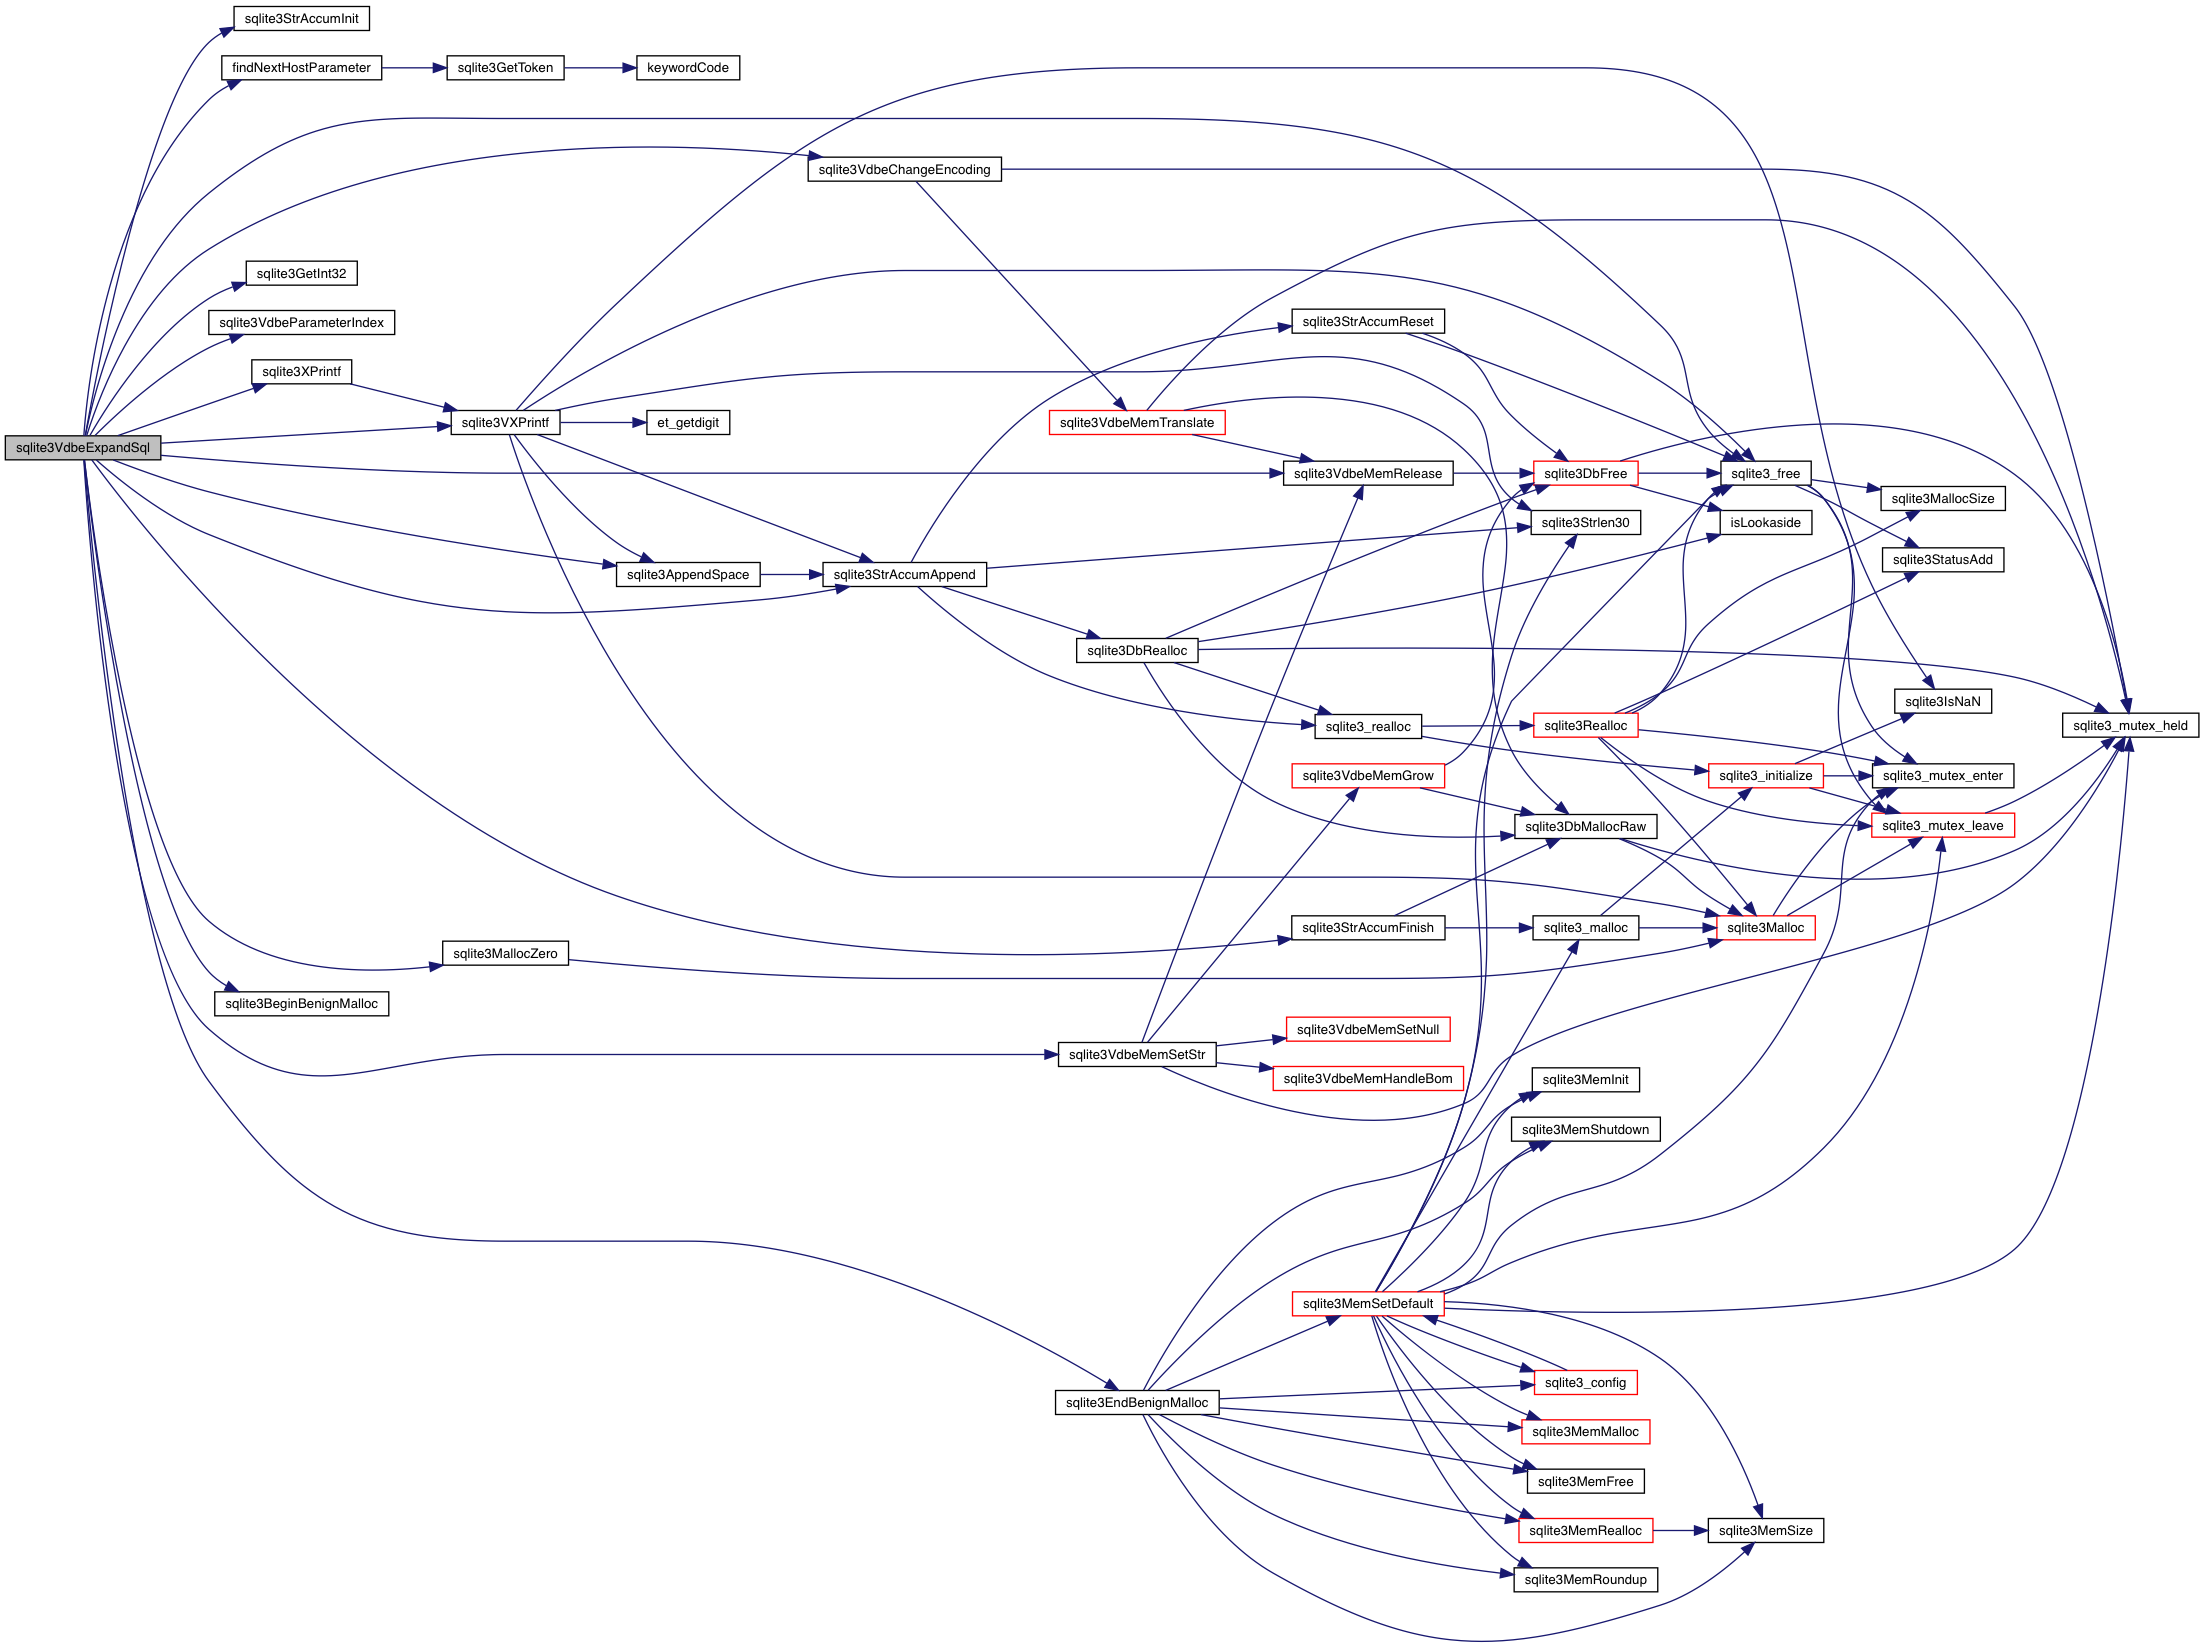 sqlite3StrAccumInit
findNextHostParameter
sqlite3GetToken
keywordCode
sqlite3VdbeChangeEncoding
sqlite3GetInt32
sqlite3VdbeParameterIndex
sqlite3StrAccumReset
sqlite3XPrintf
sqlite3VXPrintf
et_getdigit
sqlite3VdbeMemTranslate
sqlite3VdbeExpandSql
sqlite3VdbeMemRelease
sqlite3DbFree
sqlite3_free
sqlite3MallocSize
sqlite3Strlen30
isLookaside
sqlite3StatusAdd
sqlite3AppendSpace
sqlite3StrAccumAppend
sqlite3DbRealloc
sqlite3IsNaN
sqlite3_realloc
sqlite3Realloc
sqlite3_mutex_held
sqlite3VdbeMemGrow
sqlite3_initialize
sqlite3_mutex_enter
sqlite3DbMallocRaw
sqlite3_mutex_leave
sqlite3StrAccumFinish
sqlite3_malloc
sqlite3Malloc
sqlite3MallocZero
sqlite3BeginBenignMalloc
sqlite3VdbeMemSetNull
sqlite3VdbeMemSetStr
sqlite3VdbeMemHandleBom
sqlite3MemInit
sqlite3MemShutdown
sqlite3MemSetDefault
sqlite3_config
sqlite3EndBenignMalloc
sqlite3MemMalloc
sqlite3MemFree
sqlite3MemRealloc
sqlite3MemSize
sqlite3MemRoundup